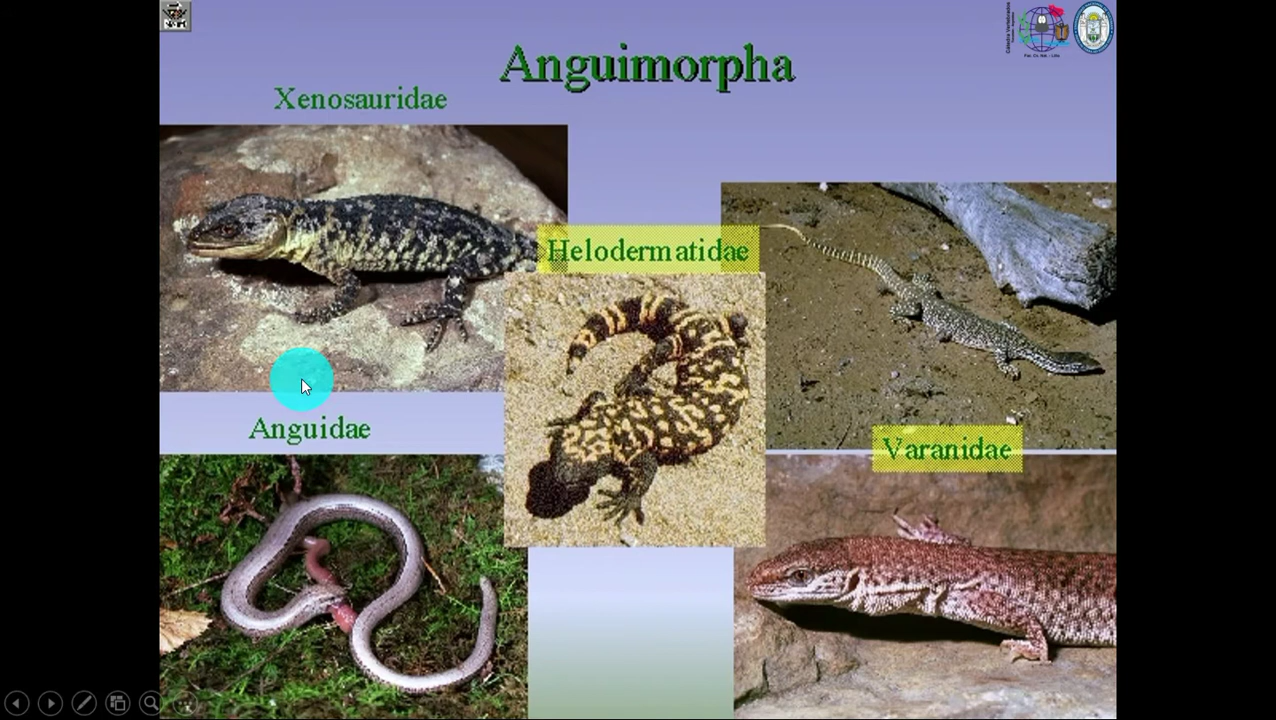 Anguimorpha
Xenosauridae
Helodermatidae
Anguidae
Varanidae